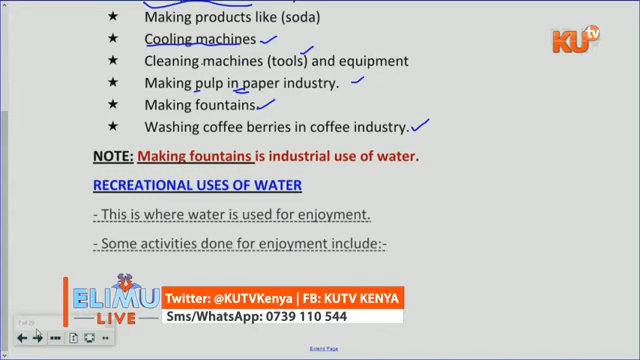 ★ Making products like (soda)
★ Cooling machines
★ Cleaning machines (tools) and equipment
★ Making pulp in paper industry.
★ Making fountains.
★ Washing coffee berries in coffee industry.
NOTE: Making fountains is industrial use of water.
RECREATIONAL USES OF WATER
- This is where water is used for enjoyment.
- Some activities done for enjoyment include:-
KU tv
ELIMU
LIVE
Twitter: @KUTVKenya | FB: KUTV KENYA
Sms/WhatsApp: 0739 110 544
Extend Page